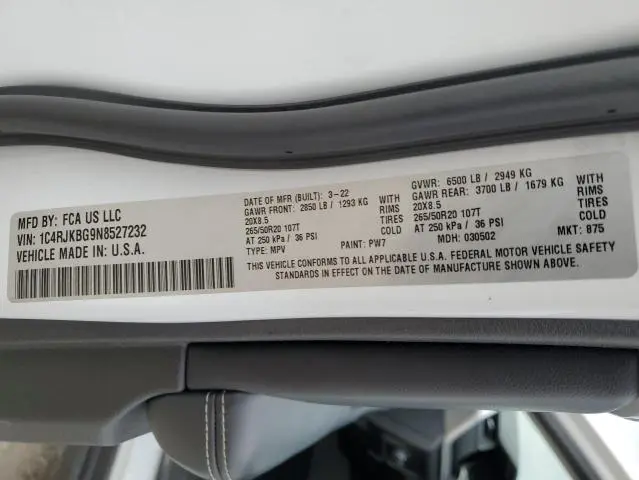 MFD BY: FCA US LLC
VIN: 1C4RJKBG9N8527232
VEHICLE MADE IN: U.S.A.
DATE OF MFR (BUILT): 3-22
GAWR FRONT: 2850 LB / 1293 KG WITH
20X8.5 RIMS
265/50R20 107T TIRES
AT 250 kPa / 36 PSI COLD
TYPE: MPV PAINT: PW7
GVWR: 6500 LB / 2949 KG
GAWR REAR: 3700 LB / 1679 KG WITH
20X8.5 RIMS
265/50R20 107T TIRES
AT 250 kPa / 36 PSI COLD
MDH: 030502 MKT: B75
THIS VEHICLE CONFORMS TO ALL APPLICABLE U.S.A. FEDERAL MOTOR VEHICLE SAFETY
STANDARDS IN EFFECT ON THE DATE OF MANUFACTURE SHOWN ABOVE.